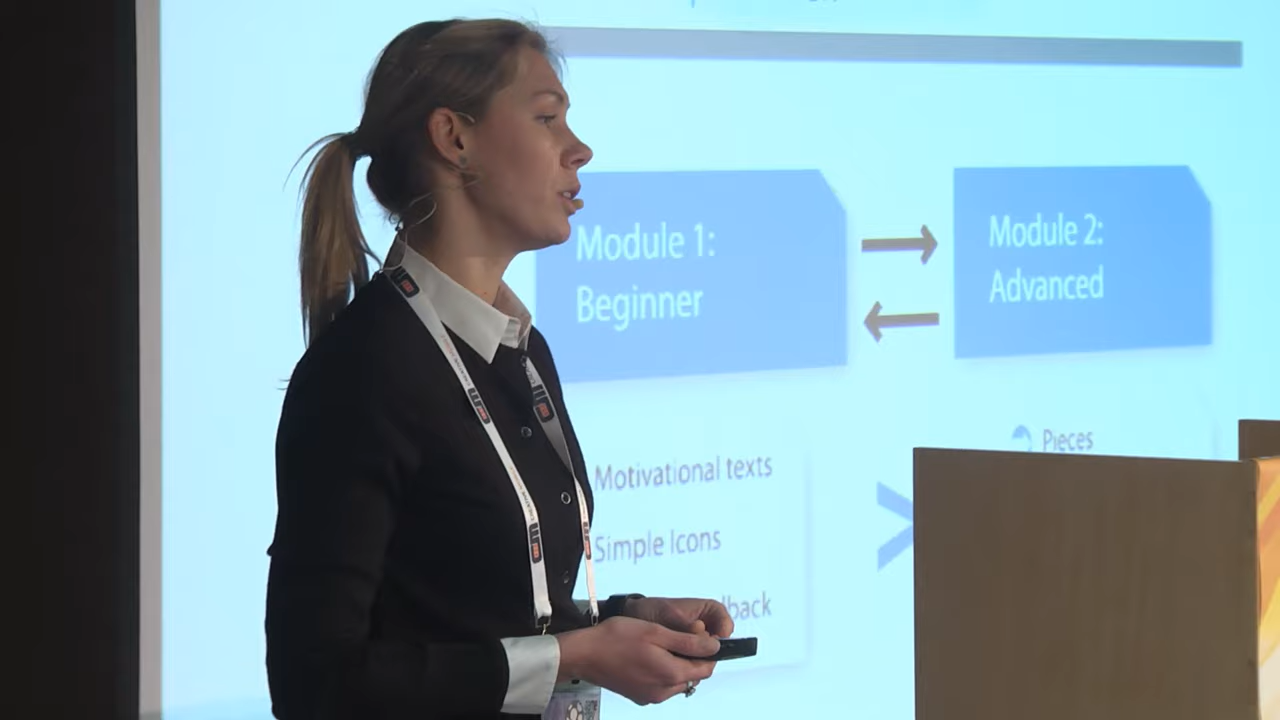 Module 1:
Beginner
Module 2:
Advanced
Motivational texts
Simple Icons
Pieces